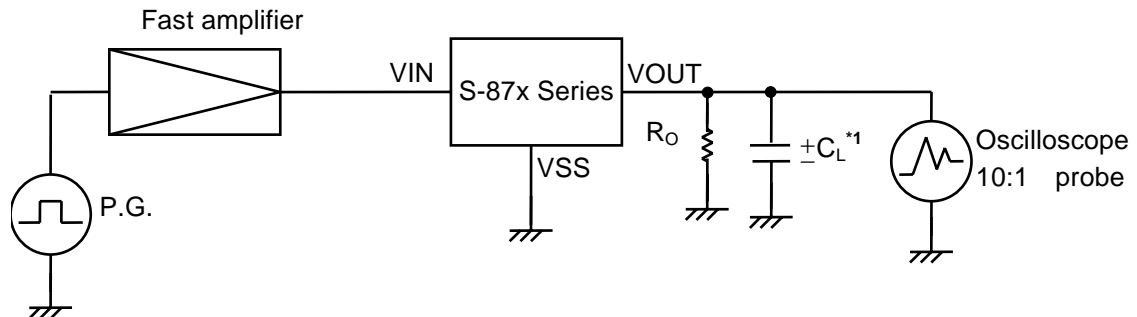 Fast amplifier
VIN
S-87x Series
VOUT
RO
±CL*1
Oscilloscope
10:1 probe
VSS
P.G.